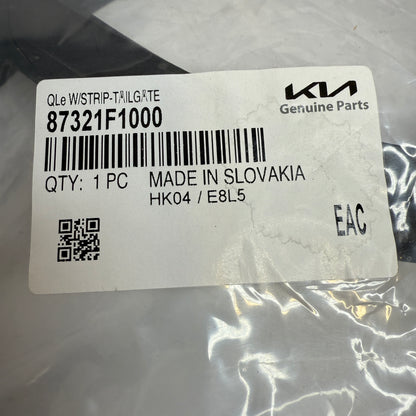 QLe W/STRIP-TAILGATE
KIA
Genuine Parts
87321F1000
QTY: 1 PC MADE IN SLOVAKIA
HK04 / E8L5
EAC